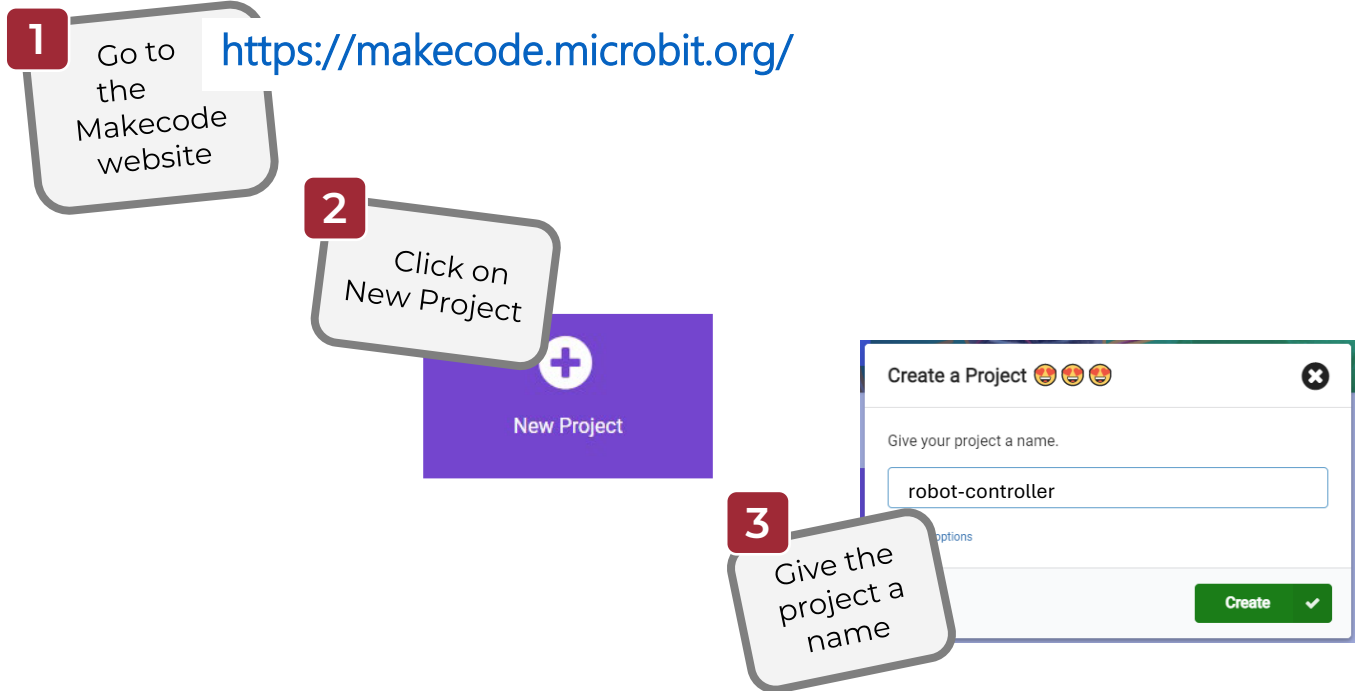 1
Go to
the
Makecode
website
https://makecode.microbit.org/
2
Click on
New Project
New Project
Create a Project 😍 😍 😍
Give your project a name.
robot-controller
options
3
Give the
project a
name
Create